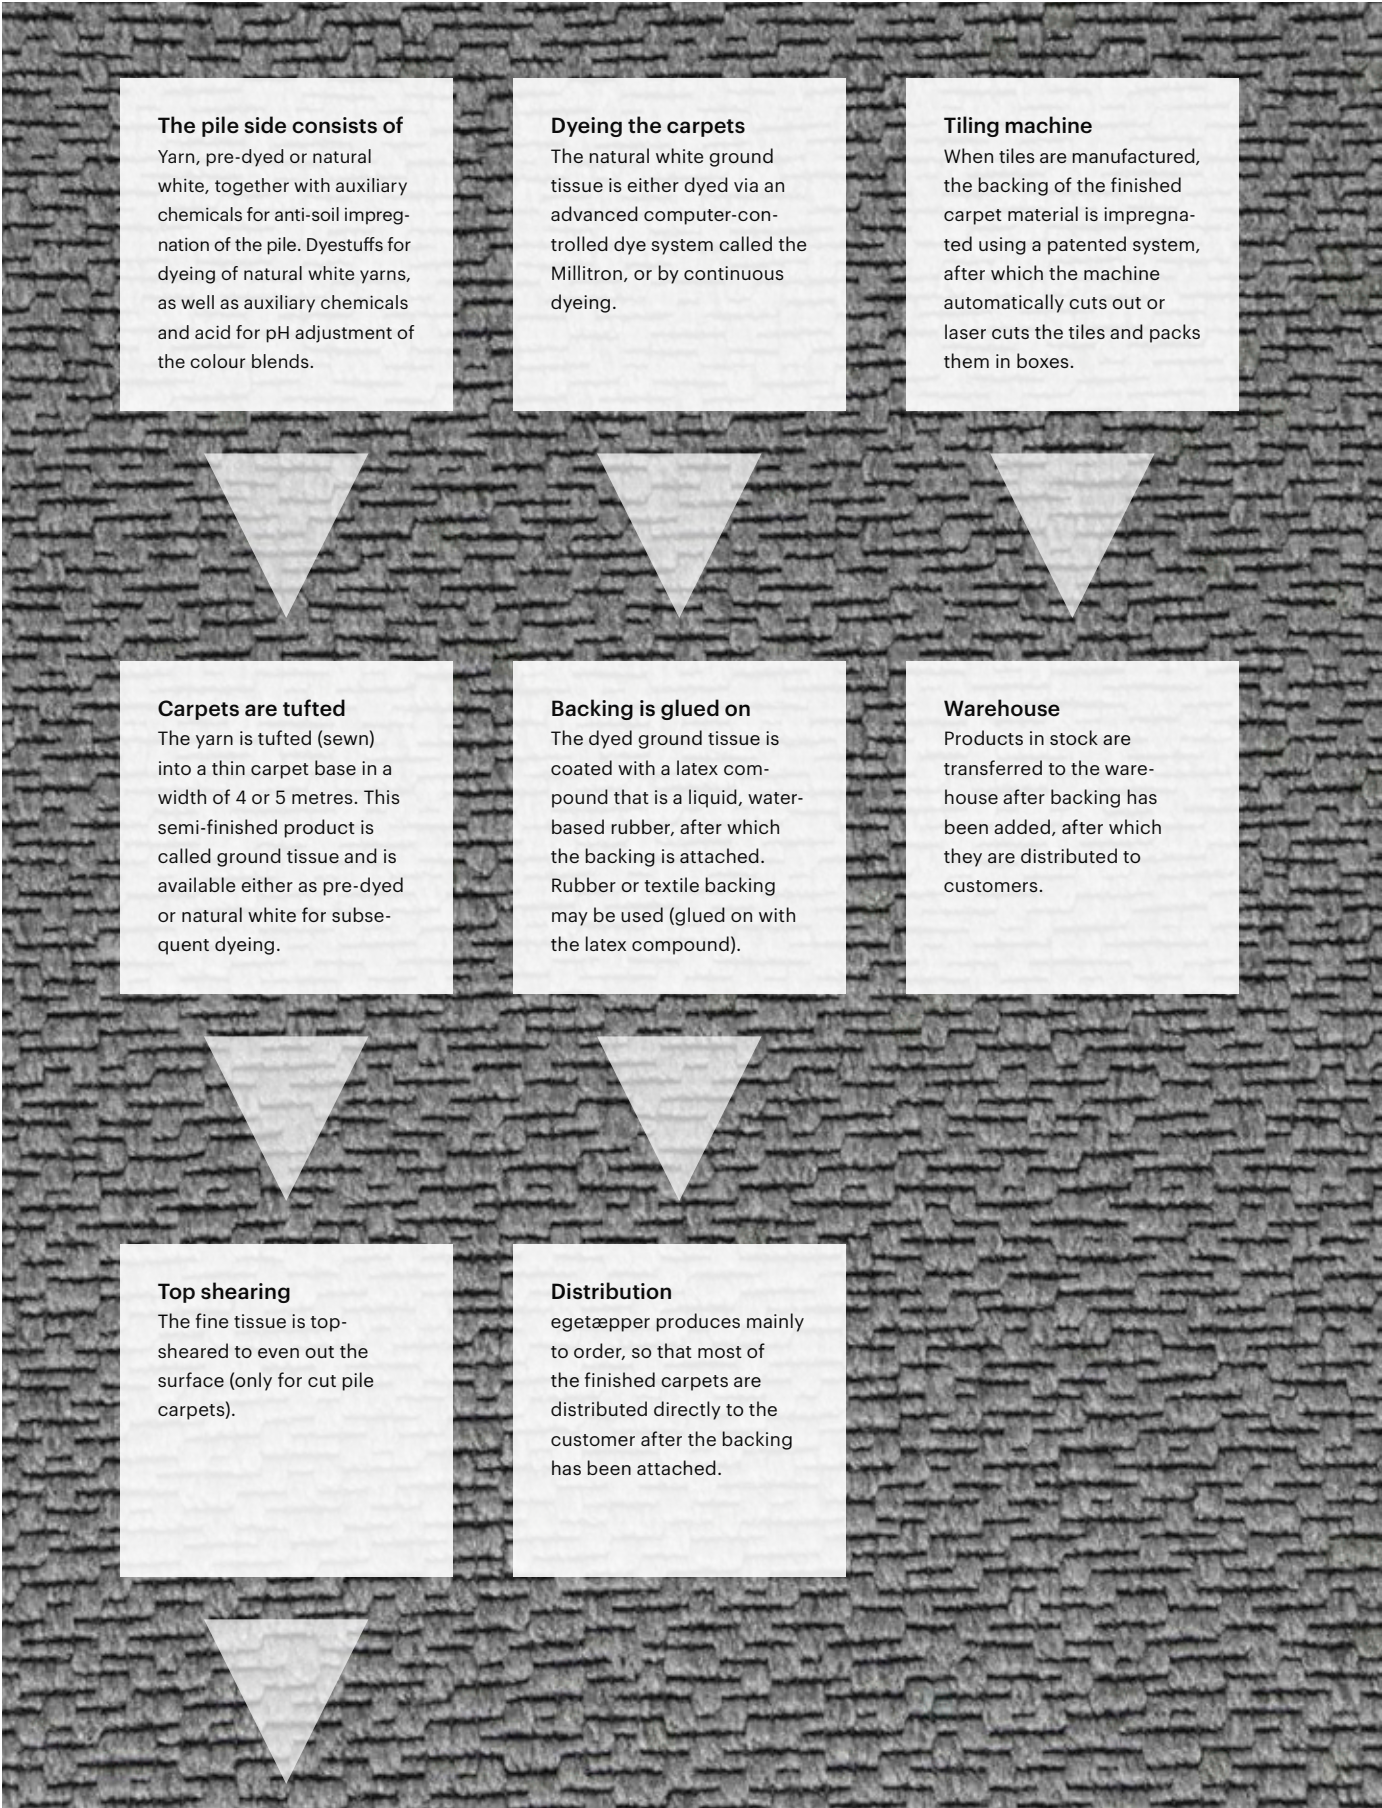 The pile side consists of
Yarn, pre-dyed or natural
white, together with auxiliary
chemicals for anti-soil impreg-
nation of the pile. Dyestuffs for
dyeing of natural white yarns,
as well as auxiliary chemicals
and acid for pH adjustment of
the colour blends.
Carpets are tufted
The yarn is tufted (sewn)
into a thin carpet base in a
width of 4 or 5 metres. This
semi-finished product is
called ground tissue and is
available either as pre-dyed
or natural white for subse-
quent dyeing.
Top shearing
The fine tissue is top-
sheared to even out the
surface (only for cut pile
carpets).
Dyeing the carpets
The natural white ground
tissue is either dyed via an
advanced computer-con-
trolled dye system called the
Millitron, or by continuous
dyeing.
Backing is glued on
The dyed ground tissue is
coated with a latex com-
pound that is a liquid, water-
based rubber, after which
the backing is attached.
Rubber or textile backing
may be used (glued on with
the latex compound).
Distribution
egetæpper produces mainly
to order, so that most of
the finished carpets are
distributed directly to the
customer after the backing
has been attached.
Tiling machine
When tiles are manufactured,
the backing of the finished
carpet material is impregna-
ted using a patented system,
after which the machine
automatically cuts out or
laser cuts the tiles and packs
them in boxes.
Warehouse
Products in stock are
transferred to the ware-
house after backing has
been added, after which
they are distributed to
customers.